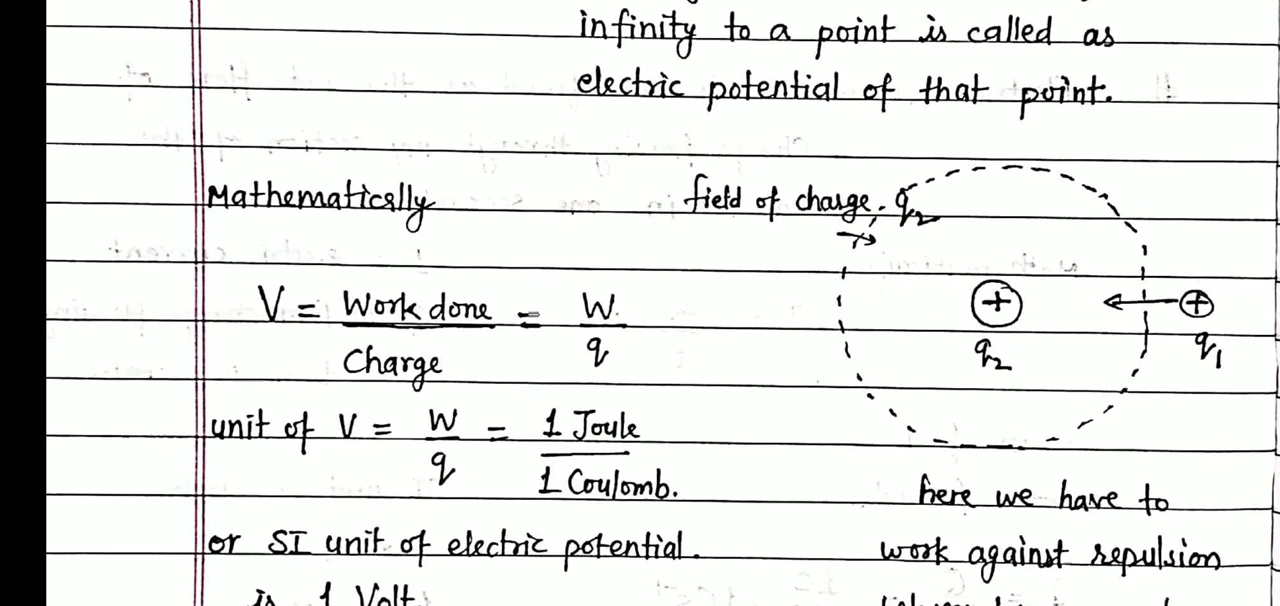 infinity to a point is called as
electric potential of that point.
Mathematically
field of charge. q2
V = Work done / Charge = W / q
q2
q1
unit of V = W / q = 1 Joule / 1 Coulomb.
here we have to
or SI unit of electric potential.
work against repulsion
is 1 Volt.